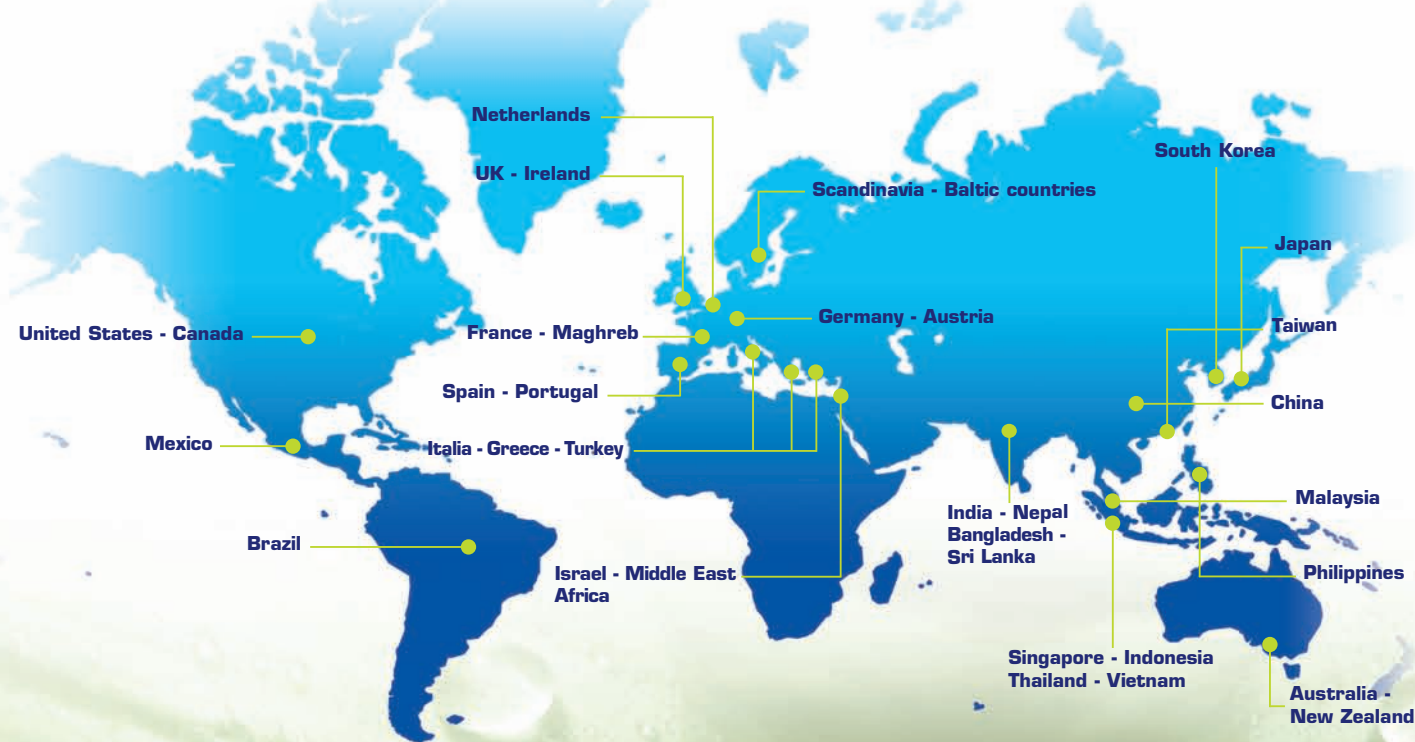 Netherlands
South Korea
UK - Ireland
Scandinavia - Baltic countries
Japan
Germany - Austria
Taiwan
United States - Canada
France - Maghreb
Spain - Portugal
China
Mexico
Italia - Greece - Turkey
Malaysia
India - Nepal
Bangladesh -
Sri Lanka
Brazil
Israel - Middle East
Africa
Philippines
Singapore - Indonesia
Thailand - Vietnam
Australia -
New Zealand